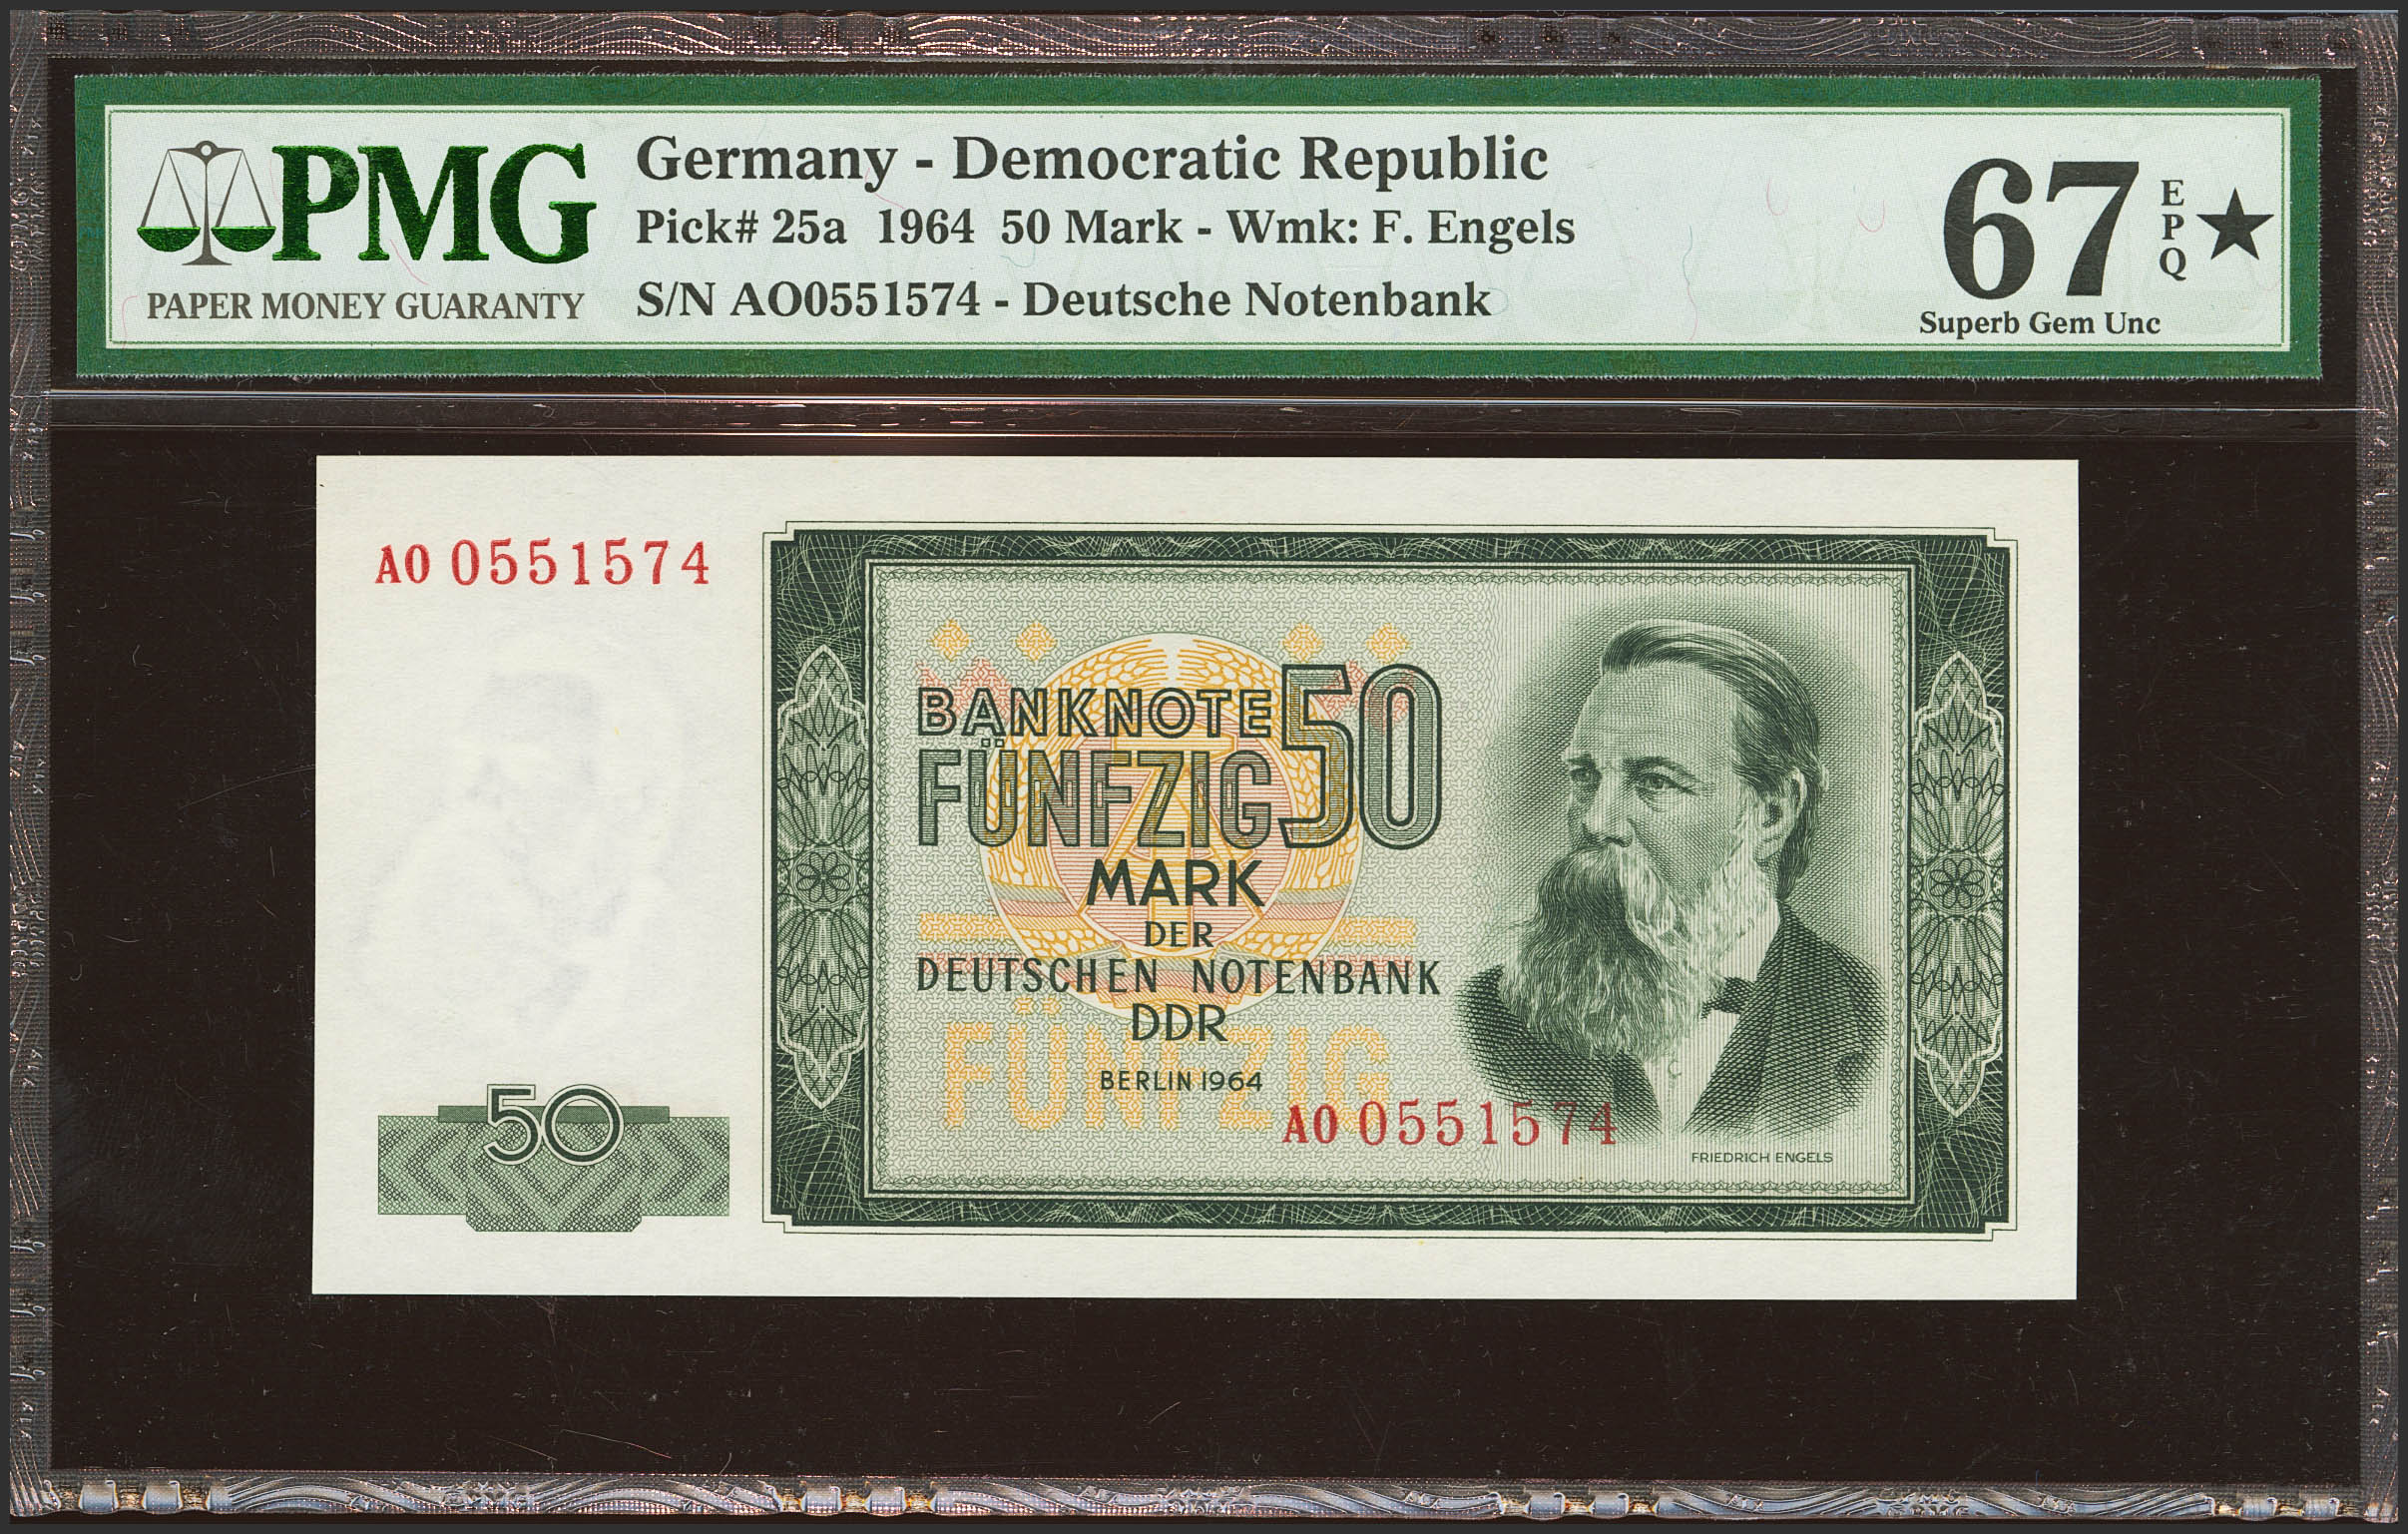 PMG
PAPER MONEY GUARANTY
Germany - Democratic Republic
Pick# 25a 1964 50 Mark - Wmk: F. Engels
S/N AO0551574 - Deutsche Notenbank
67
EPQ ★
Superb Gem Unc
AO 0551574
BANKNOTE 50
FÜNFZIG
MARK
DER
DEUTSCHEN NOTENBANK
DDR
FÜNFZIG
BERLIN 1964
AO 0551574
FRIEDRICH ENGELS
50